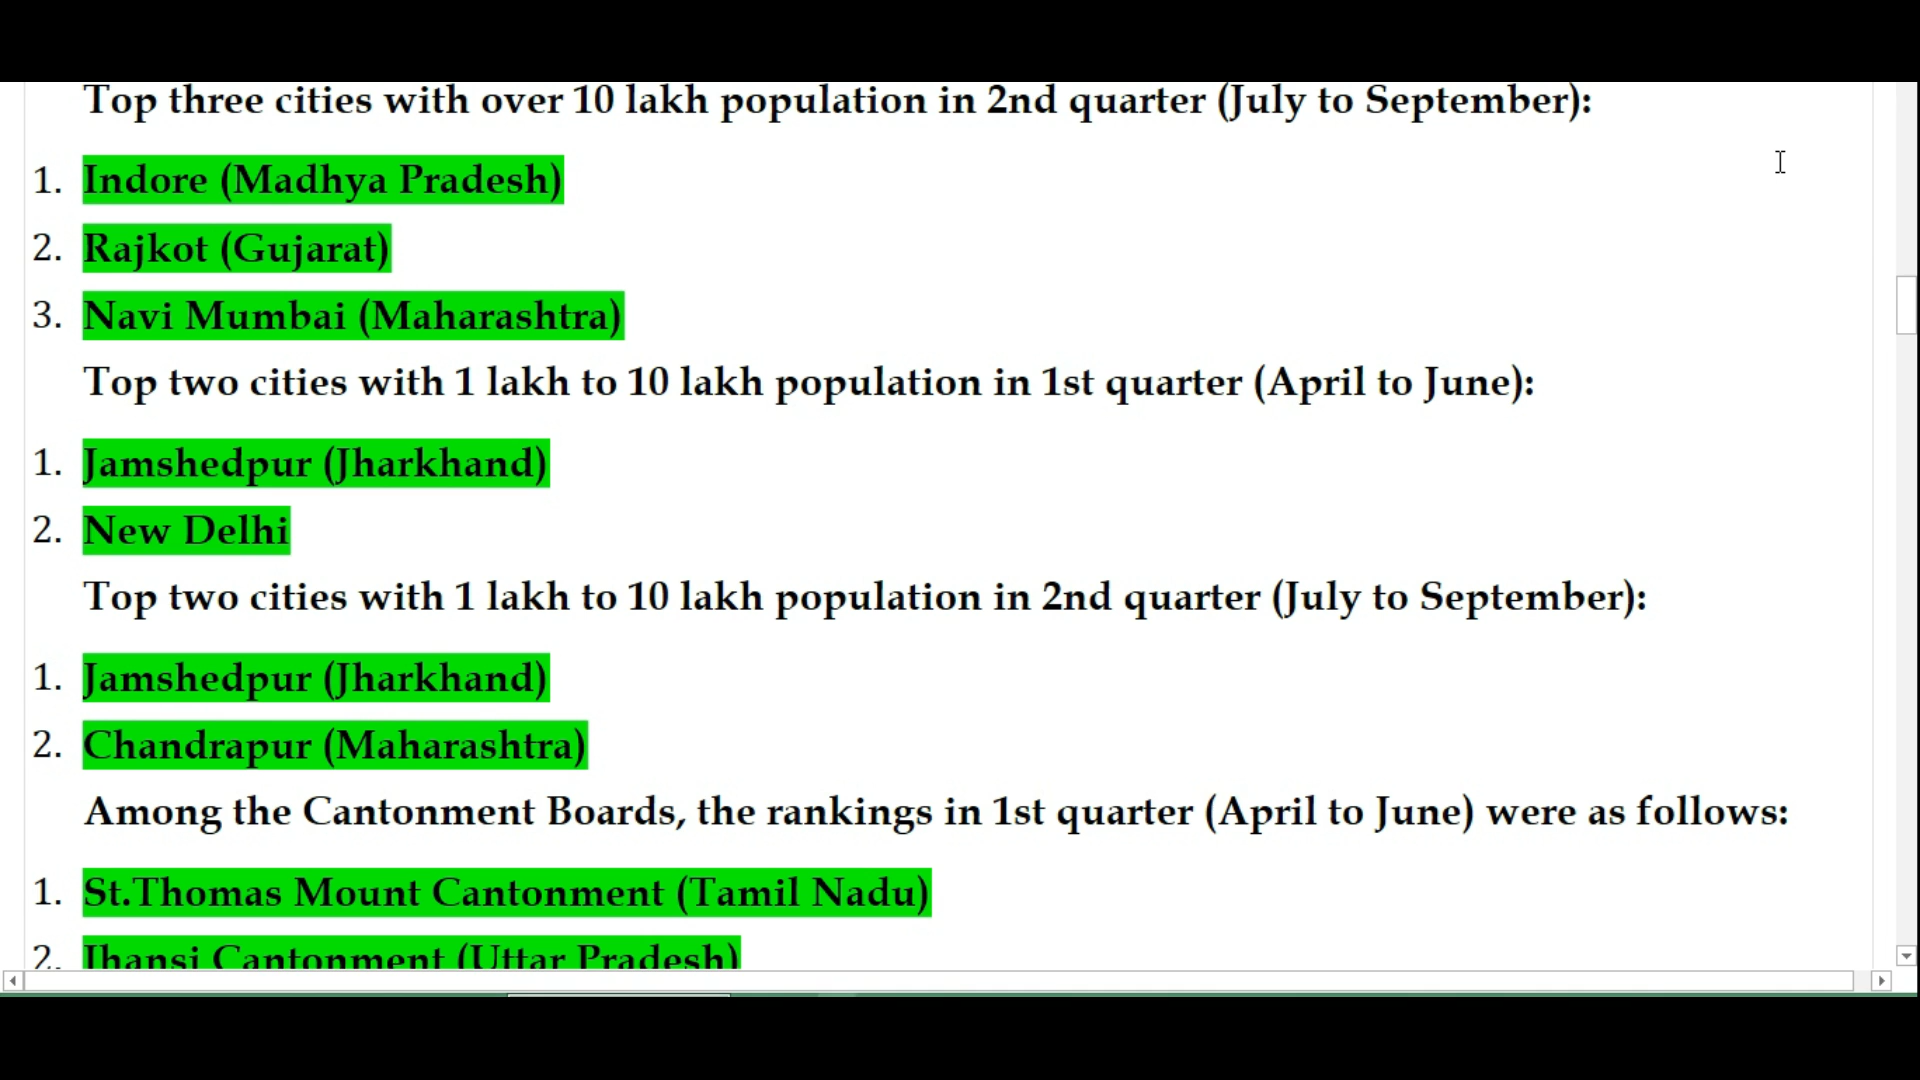 Top three cities with over 10 lakh population in 2nd quarter (July to September):
1. Indore (Madhya Pradesh)
2. Rajkot (Gujarat)
3. Navi Mumbai (Maharashtra)
Top two cities with 1 lakh to 10 lakh population in 1st quarter (April to June):
1. Jamshedpur (Jharkhand)
2. New Delhi
Top two cities with 1 lakh to 10 lakh population in 2nd quarter (July to September):
1. Jamshedpur (Jharkhand)
2. Chandrapur (Maharashtra)
Among the Cantonment Boards, the rankings in 1st quarter (April to June) were as follows:
1. St.Thomas Mount Cantonment (Tamil Nadu)
2. Jhansi Cantonment (Uttar Pradesh)